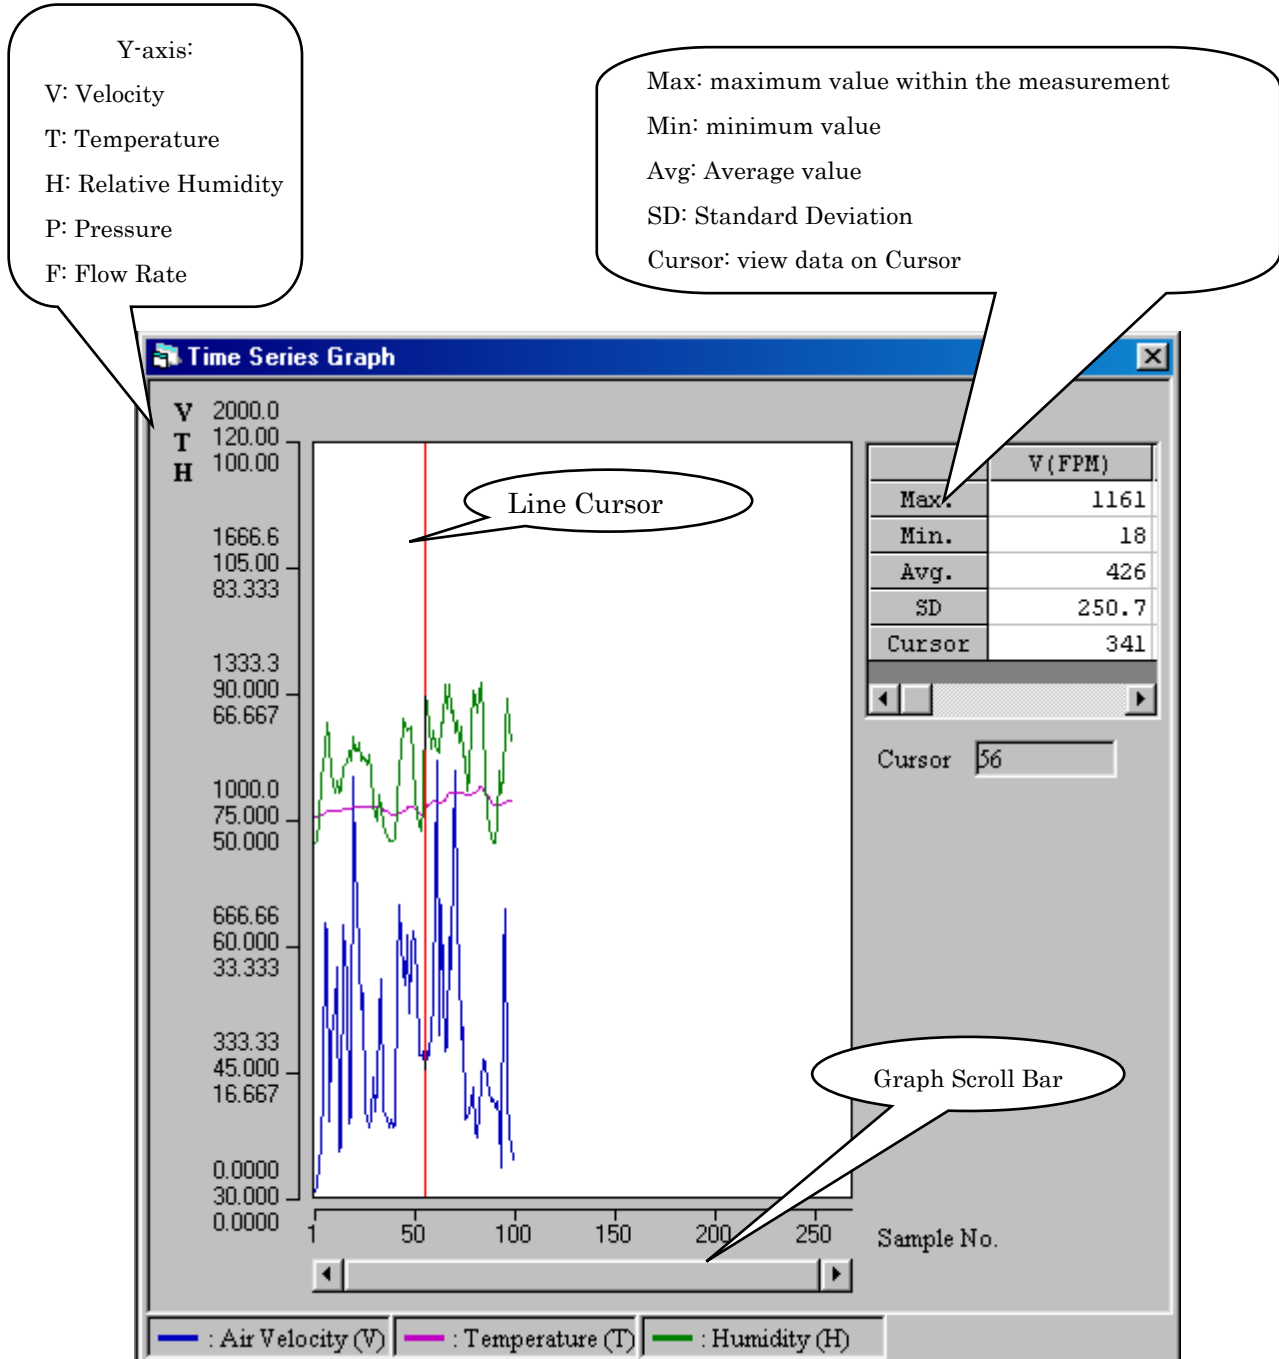 Y-axis:
V: Velocity
T: Temperature
H: Relative Humidity
P: Pressure
F: Flow Rate
Max: maximum value within the measurement
Min: minimum value
Avg: Average value
SD: Standard Deviation
Cursor: view data on Cursor
Time Series Graph
V 2000.0
T 120.00
H 100.00
1666.6
105.00
83.333
1333.3
90.000
66.667
1000.0
75.000
50.000
666.66
60.000
33.333
333.33
45.000
16.667
0.0000
30.000
0.0000
Line Cursor
V(FPM)
Max. 1161
Min. 18
Avg. 426
SD 250.7
Cursor 341
Cursor 56
Graph Scroll Bar
1 50 100 150 200 250
Sample No.
: Air Velocity (V) : Temperature (T) : Humidity (H)